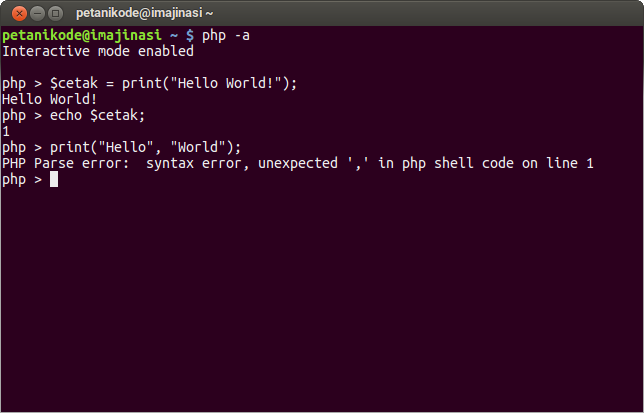 petanikode@imajinasi ~
petanikode@imajinasi ~ $ php -a
Interactive mode enabled
php > $cetak = print("Hello World!");
Hello World!
php > echo $cetak;
1
php > print("Hello", "World");
PHP Parse error:  syntax error, unexpected ',' in php shell code on line 1
php >